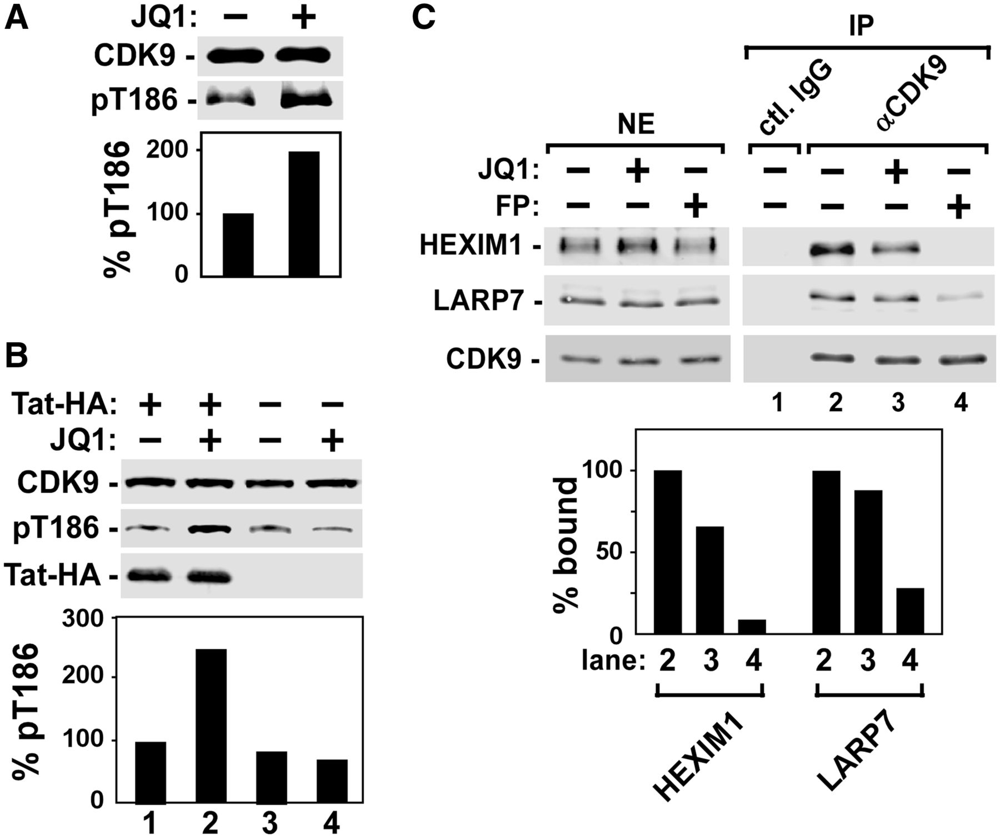 A
JQ1: − +
CDK9 -
pT186 -
% pT186
200
100
0
B
Tat-HA: + + − −
JQ1: − + − +
CDK9 -
pT186 -
Tat-HA -
% pT186
300
200
100
0
1 2 3 4
C
IP
ctl. IgG
αCDK9
NE
JQ1: − + − − − + −
FP: − − + − − − +
HEXIM1 -
LARP7 -
CDK9 -
1 2 3 4
% bound
100
50
0
lane: 2 3 4 2 3 4
HEXIM1
LARP7